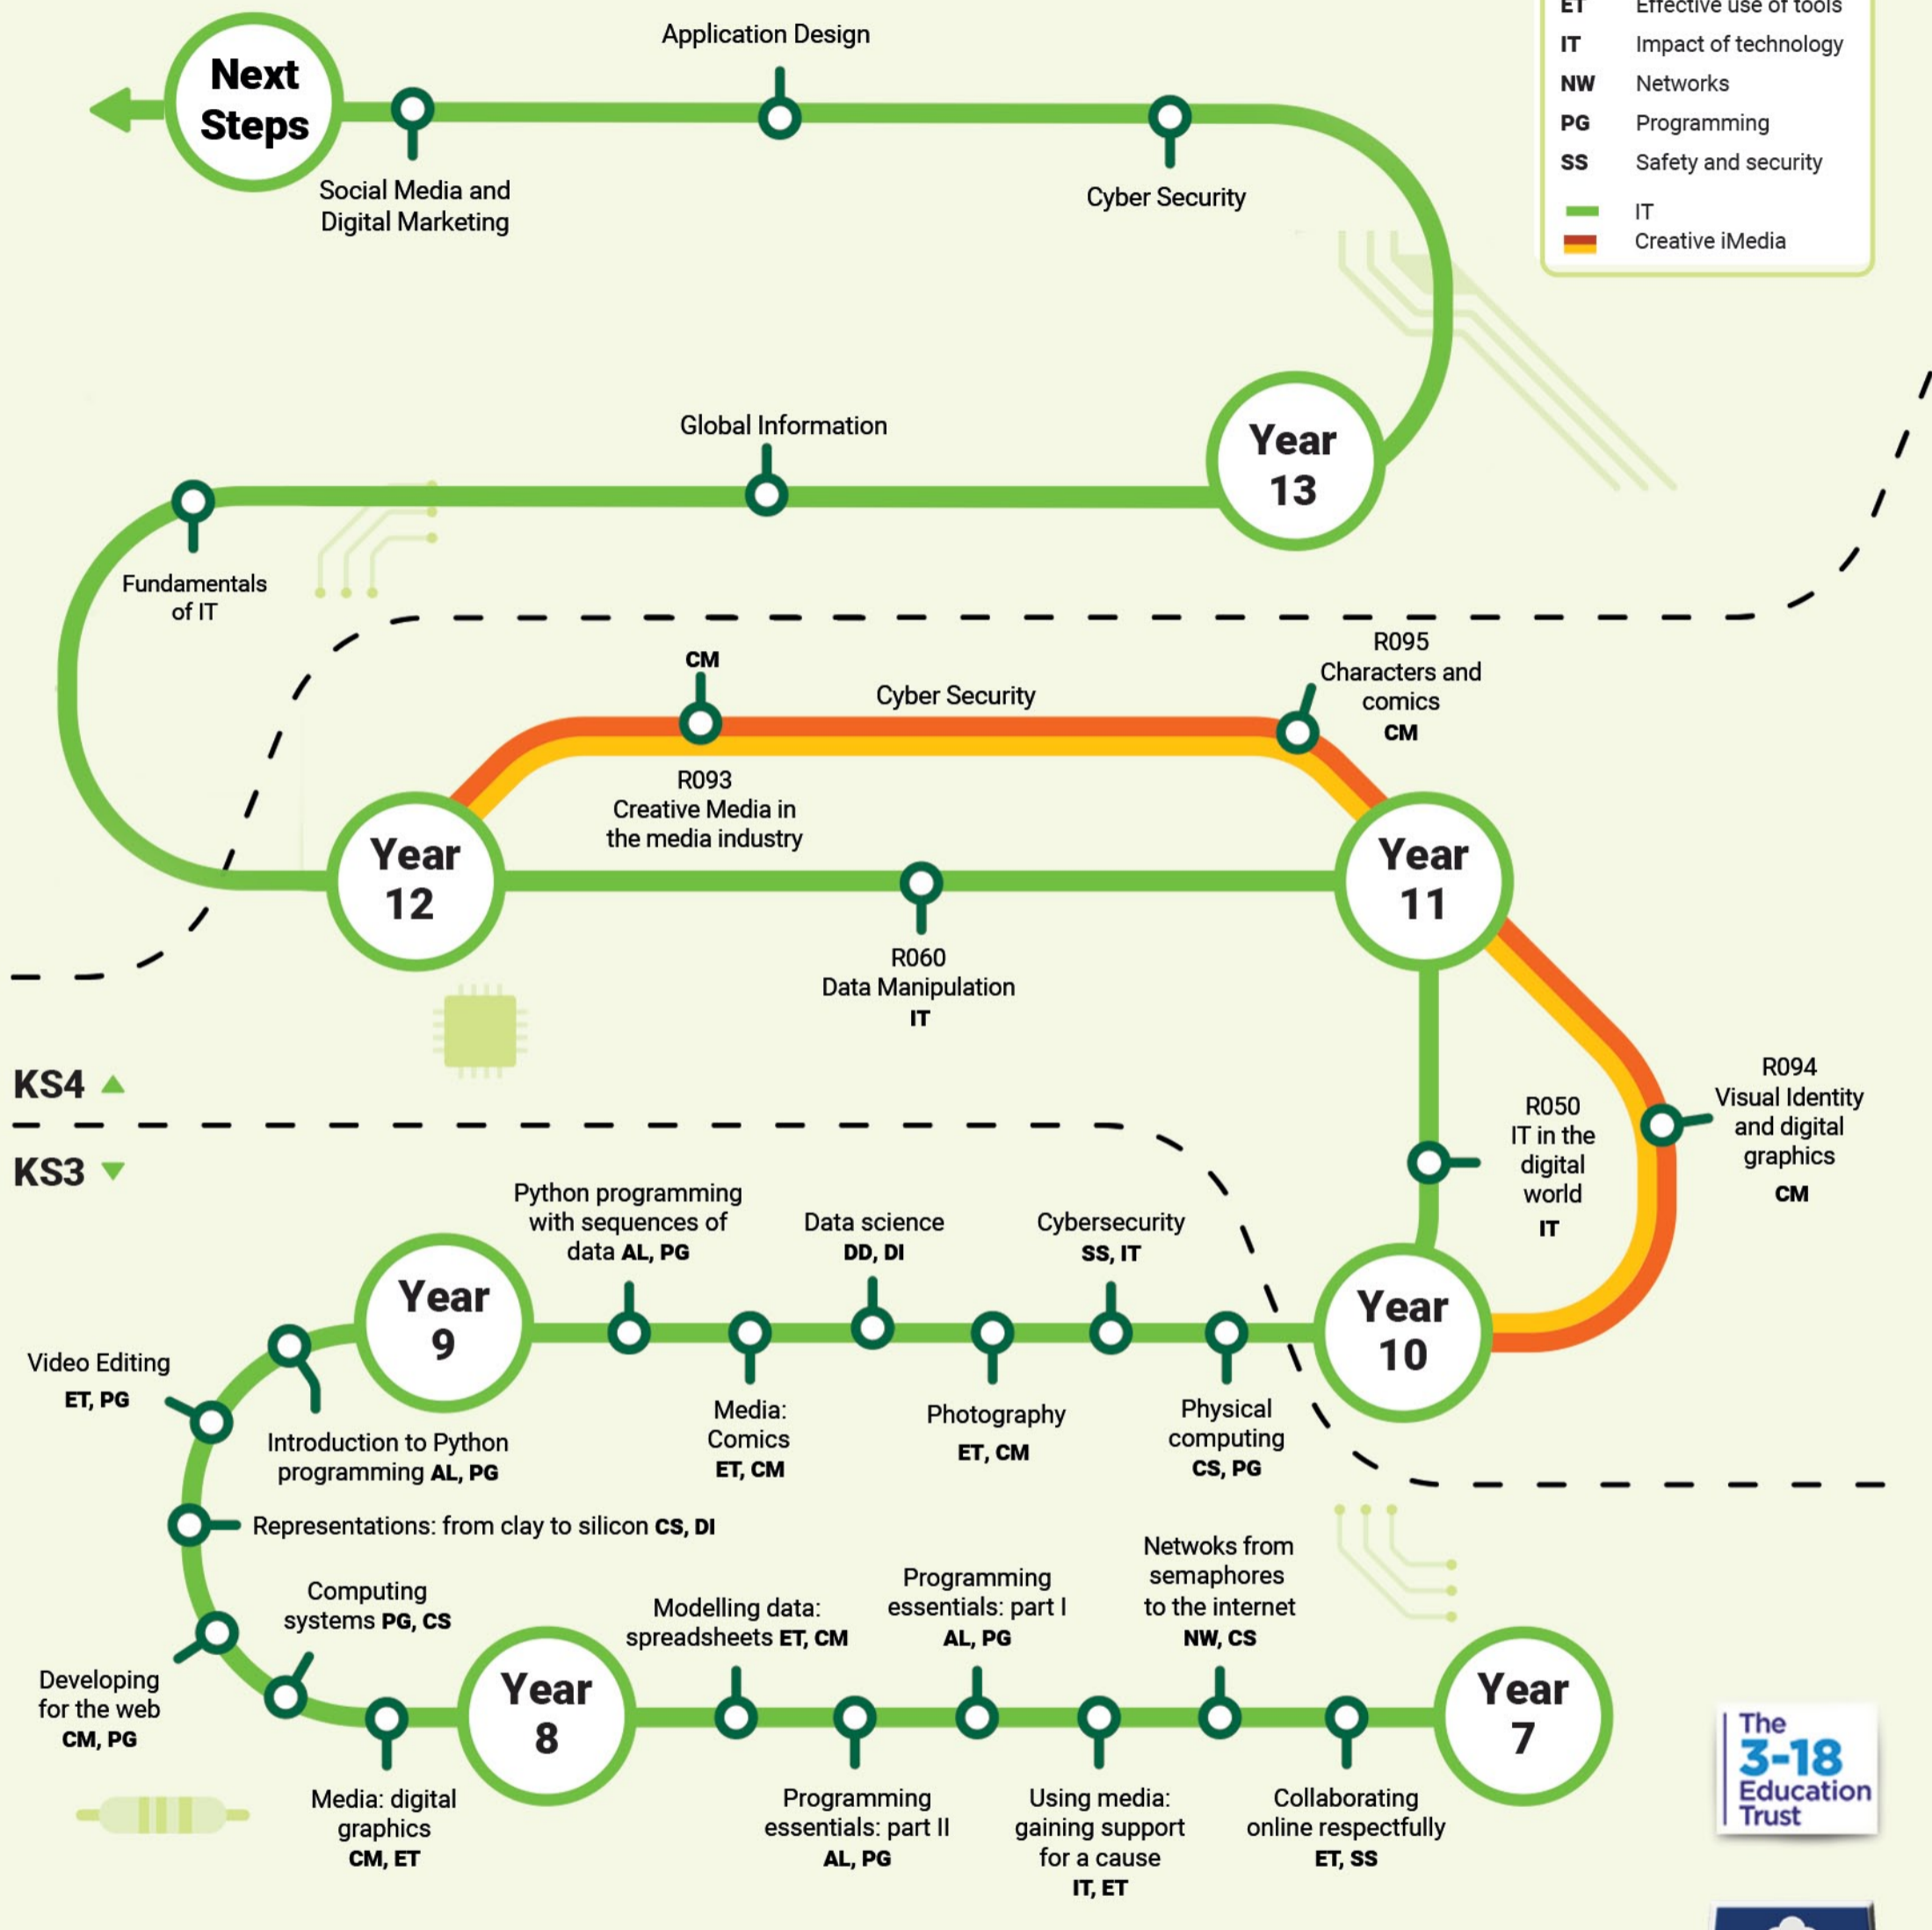 ET Effective use of tools
IT Impact of technology
NW Networks
PG Programming
SS Safety and security
IT
Creative iMedia
Next
Steps
Social Media and
Digital Marketing
Application Design
Cyber Security
Year
13
Global Information
Fundamentals
of IT
CM
R093
Creative Media in
the media industry
Cyber Security
R095
Characters and
comics
CM
Year
12
R060
Data Manipulation
IT
Year
11
R050
IT in the
digital
world
IT
R094
Visual Identity
and digital
graphics
CM
KS4
KS3
Year
9
Python programming
with sequences of
data AL, PG
Media:
Comics
ET, CM
Data science
DD, DI
Photography
ET, CM
Cybersecurity
SS, IT
Physical
computing
CS, PG
Year
10
Video Editing
ET, PG
Introduction to Python
programming AL, PG
Representations: from clay to silicon CS, DI
Computing
systems PG, CS
Developing
for the web
CM, PG
Media: digital
graphics
CM, ET
Year
8
Modelling data:
spreadsheets ET, CM
Programming
essentials: part II
AL, PG
Programming
essentials: part I
AL, PG
Using media:
gaining support
for a cause
IT, ET
Netwoks from
semaphores
to the internet
NW, CS
Collaborating
online respectfully
ET, SS
Year
7
The
3-18
Education
Trust